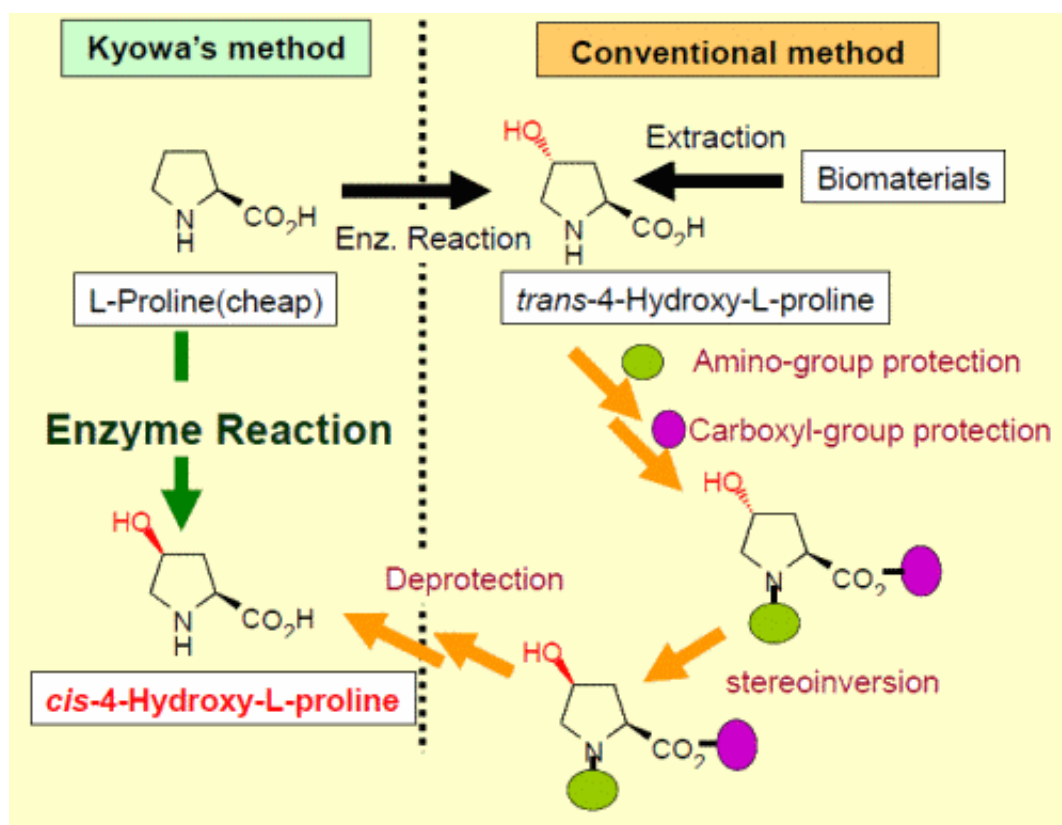 Kyowa's method
Conventional method
HO
Extraction
Biomaterials
N
H
CO₂H
Enz. Reaction
N
H
CO₂H
L-Proline(cheap)
trans-4-Hydroxy-L-proline
Amino-group protection
Enzyme Reaction
Carboxyl-group protection
HO
HO
N
CO₂
Deprotection
N
H
CO₂H
HO
stereoinversion
cis-4-Hydroxy-L-proline
N
CO₂